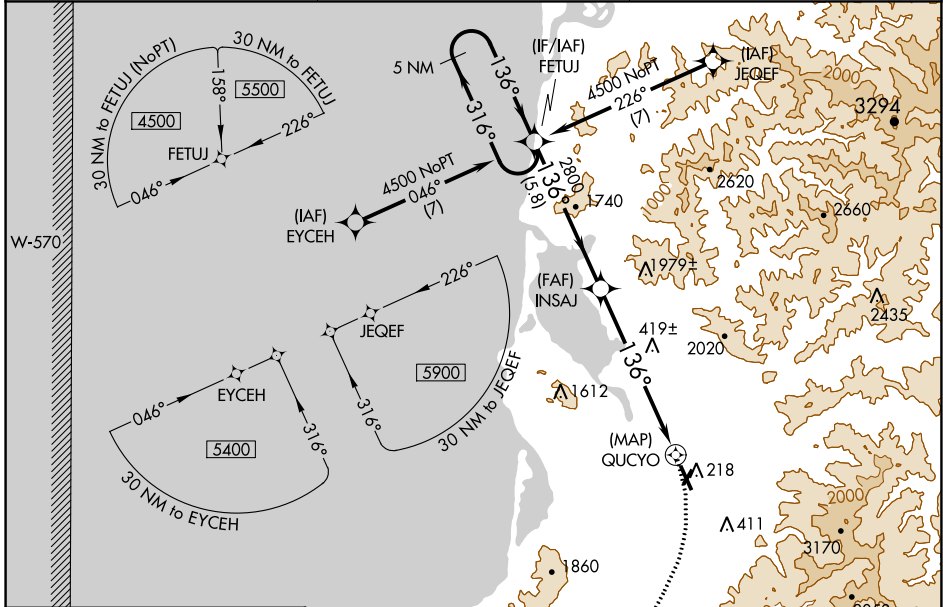 30 NM to FETUJ (NoPT)
30 NM to FETUJ
4500
158°
5500
226°
046°
FETUJ
5 NM
136°
316°
(IF/IAF)
FETUJ
(IAF)
JEQEF
4500 NoPT
226°
(7)
2000
3294
4500 NoPT
046°
(7)
(IAF)
EYCEH
2800
136°
(5.8)
1740
1000
2620
2660
W-570
(FAF)
INSAJ
1979±
2435
419±
2020
136°
226°
JEQEF
5900
316°
30 NM to JEQEF
EYCEH
046°
316°
5400
30 NM to EYCEH
1612
(MAP)
QUCYO
218
411
2000
3170
1860